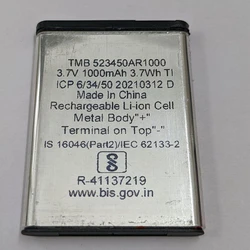 TMB 523450AR1000
3.7V 1000mAh 3.7Wh TI
ICP 6/34/50 20210312 D
Made In China
Rechargeable Li-ion Cell
Metal Body"+"
Terminal on Top"-"
IS 16046(Part2)/IEC 62133-2
R-41137219
www.bis.gov.in